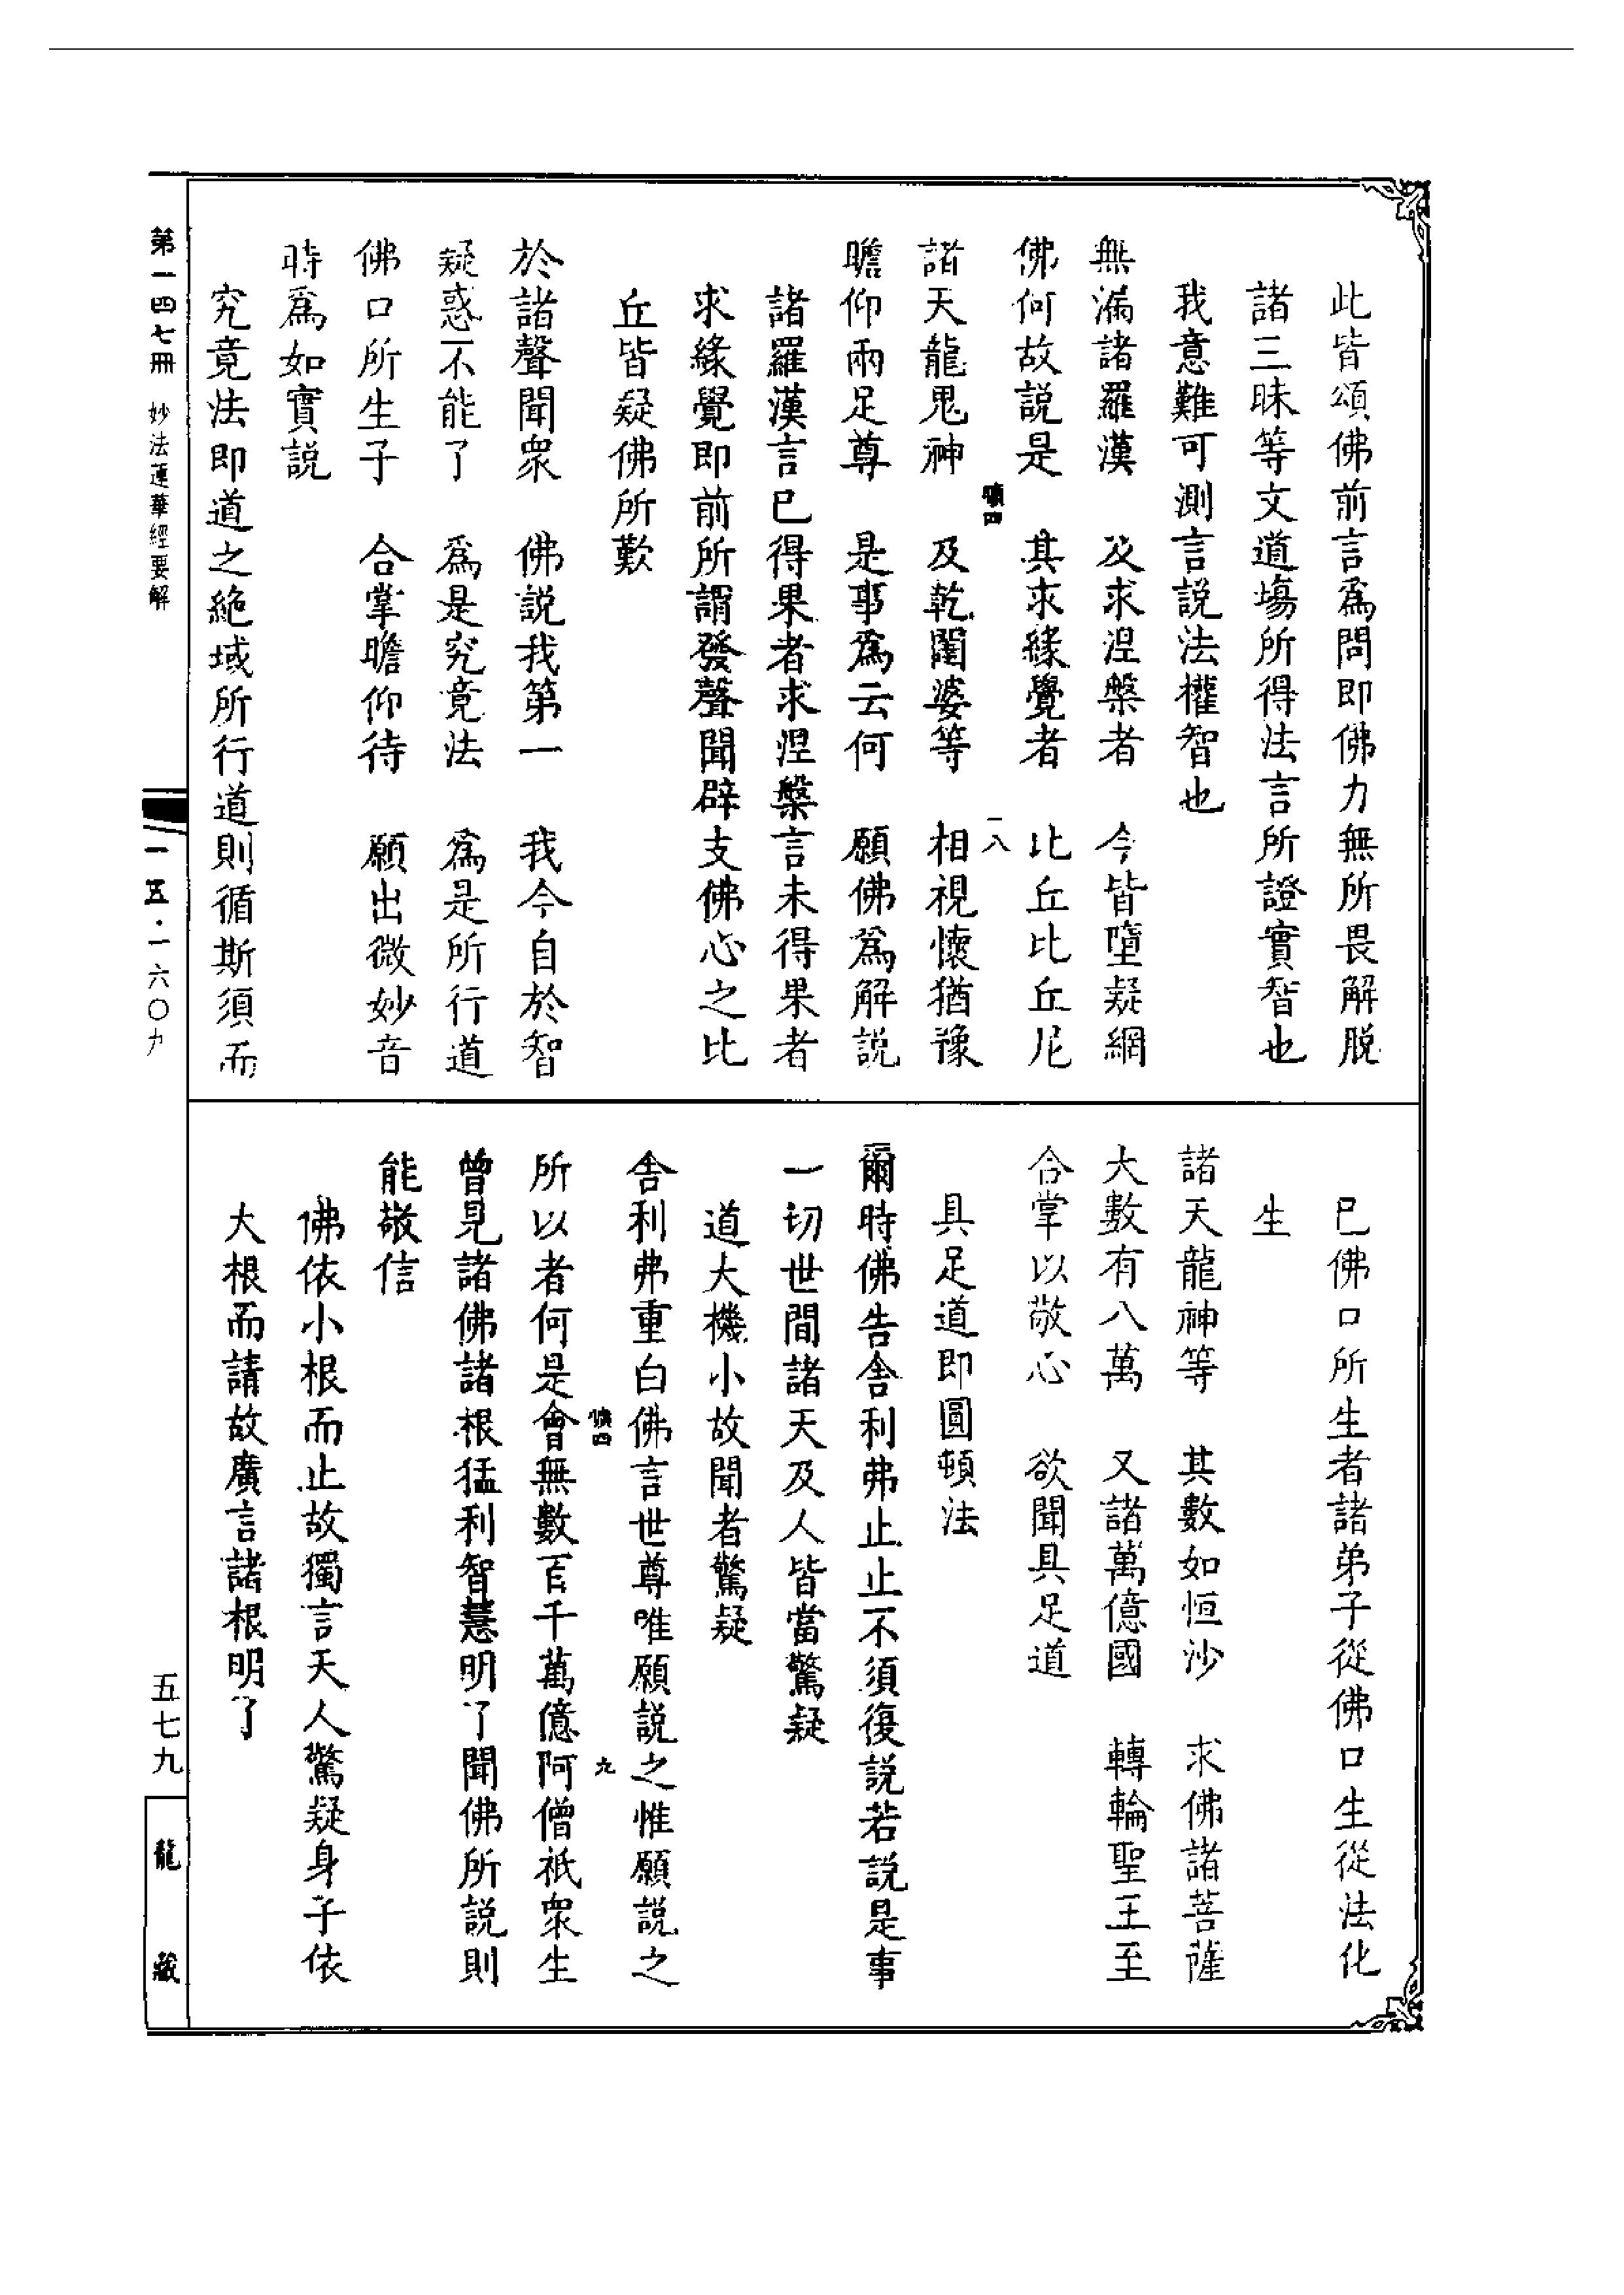 此皆頌佛前言爲問即佛力無所畏解脫
諸三昧等文道塲所得法言所證實智也
我意難可測言說法權智也
無漏諸羅漢　及求涅槃者　今皆墮疑網
佛何故說是　其求緣覺者　比丘比丘尼
諸天龍鬼神　及乾闥婆等　相視懷猶豫
瞻仰兩足尊　是事爲云何　願佛爲解說
諸羅漢言已得果者求涅槃言未得果者
求緣覺即前所謂發聲聞辟支佛心之比
丘皆疑佛所歎
於諸聲聞衆　佛說我第一　我今自於智
疑惑不能了　爲是究竟法　爲是所行道
佛口所生子　合掌瞻仰待　願出微妙音
時爲如實說
究竟法即道之絶域所行道則循斯須而
已佛口所生者諸弟子從佛口生從法化
生
諸天龍神等　其數如恒沙　求佛諸菩薩
大數有八萬　又諸萬億國　轉輪聖王至
合掌以敬心　欲聞具足道
具足道即圓頓法
爾時佛告舍利弗止止不須復說若說是事
一切世間諸天及人皆當驚疑
道大機小故聞者驚疑
舍利弗重白佛言世尊唯願說之惟願說之
所以者何是會無數百千萬億阿僧祇衆生
曾見諸佛諸根猛利智慧明了聞佛所說則
能敬信
佛依小根而止故獨言天人驚疑身子依
大根而請故廣言諸根明了
第一四七冊　妙法蓮華經要解
一五·一六〇九
五七九
龍藏
八
九